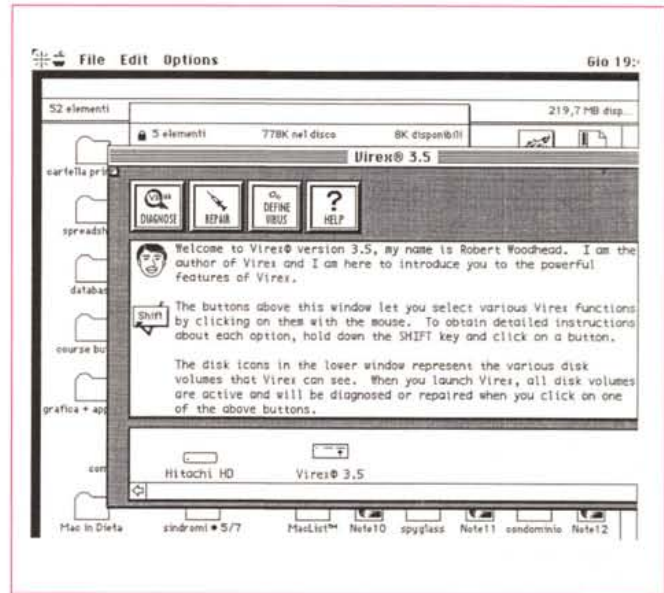 File Edit Options Gio 19:
52 elementi 219,7 MB disp...
5 elementi 778K nel disco 8K disponibili
Virex® 3.5
cartella pri
DIAGNOSE REPAIR DEFINE VIRUS ? HELP
spreadsh
Welcome to Virex® version 3.5, my name is Robert Woodhead. I am the
author of Virex and I am here to introduce you to the powerful
features of Virex.
databas
Shift
The buttons above this window let you select various Virex functions
by clicking on them with the mouse. To obtain detailed instructions
about each option, hold down the SHIFT key and click on a button.
course bu
The disk icons in the lower window represent the various disk
volumes that Virex can see. When you launch Virex, all disk volumes
are active and will be diagnosed or repaired when you click on one
of the above buttons.
grafica + app
com
Hitachi HD Virex® 3.5
Mac in Dieta sindromi • 5/7 MacList™ Note10 spyglass Note11 condominio Note12